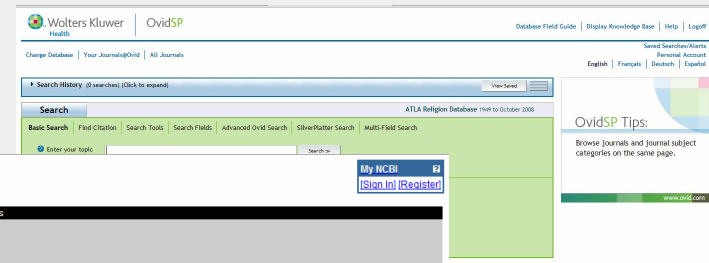 Wolters Kluwer OvidSP
Health
Database Field Guide | Display Knowledge Base | Help | Logoff
Change Database | Your Journals@Ovid | All Journals
Saved Searches/Alerts
Personal Account
English | Français | Deutsch | Español
Search History (0 searches) (Click to expand)
View Saved
Search
ATLA Religion Database 1949 to October 2008
Basic Search | Find Citation | Search Tools | Search Fields | Advanced Ovid Search | SilverPlatter Search | Multi-Field Search
? Enter your topic
Search >>
OvidSP Tips:
Browse journals and journal subject
categories on the same page.
www.ovid.com
My NCBI ?
[Sign In] [Register]
s